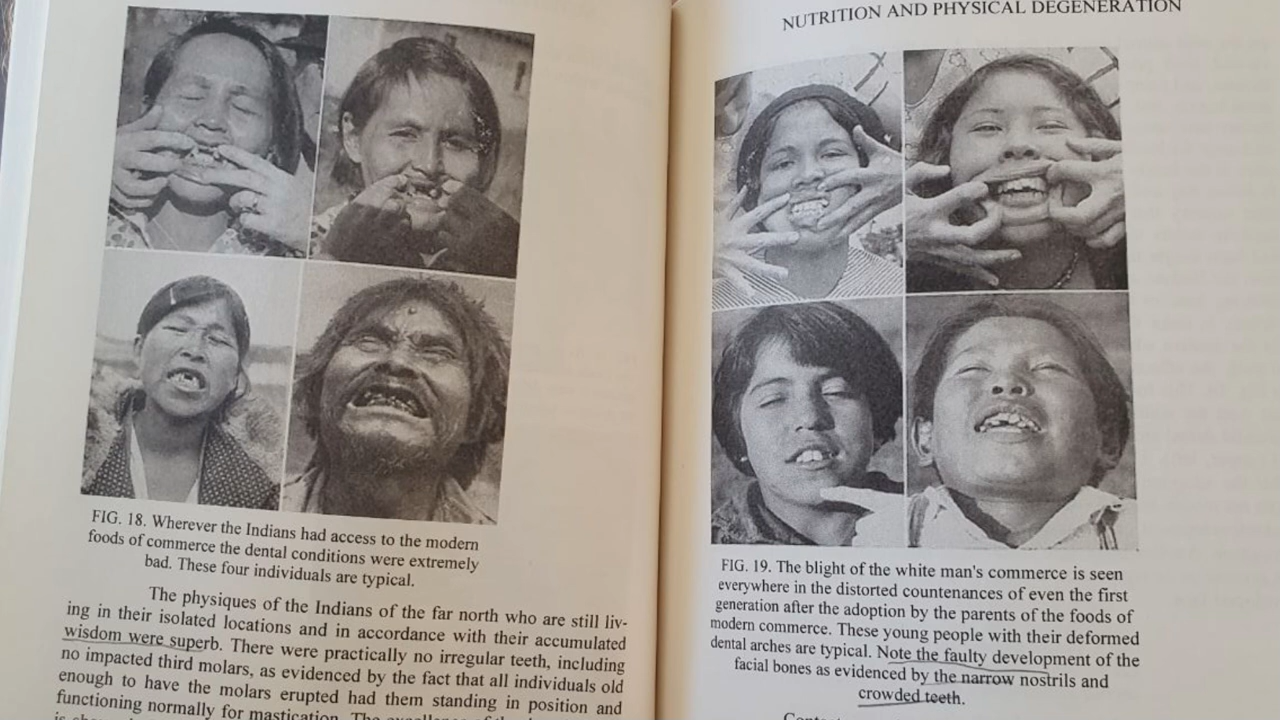 FIG. 18. Wherever the Indians had access to the modern
foods of commerce the dental conditions were extremely
bad. These four individuals are typical.
The physiques of the Indians of the far north who are still liv-
ing in their isolated locations and in accordance with their accumulated
wisdom were superb. There were practically no irregular teeth, including
no impacted third molars, as evidenced by the fact that all individuals old
enough to have the molars erupted had them standing in position and
functioning normally for mastication. The excellence of the
NUTRITION AND PHYSICAL DEGENERATION
FIG. 19. The blight of the white man's commerce is seen
everywhere in the distorted countenances of even the first
generation after the adoption by the parents of the foods of
modern commerce. These young people with their deformed
dental arches are typical. Note the faulty development of the
facial bones as evidenced by the narrow nostrils and
crowded teeth.